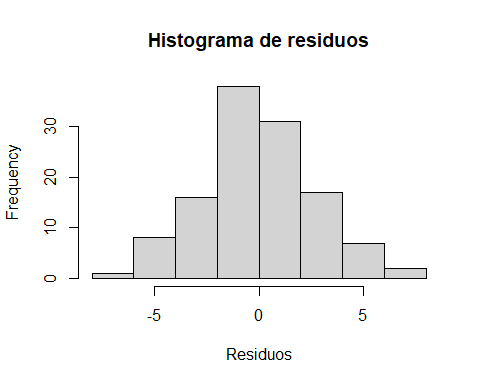 Histograma de residuos
Frequency
30
20
10
0
-5 0 5
Residuos